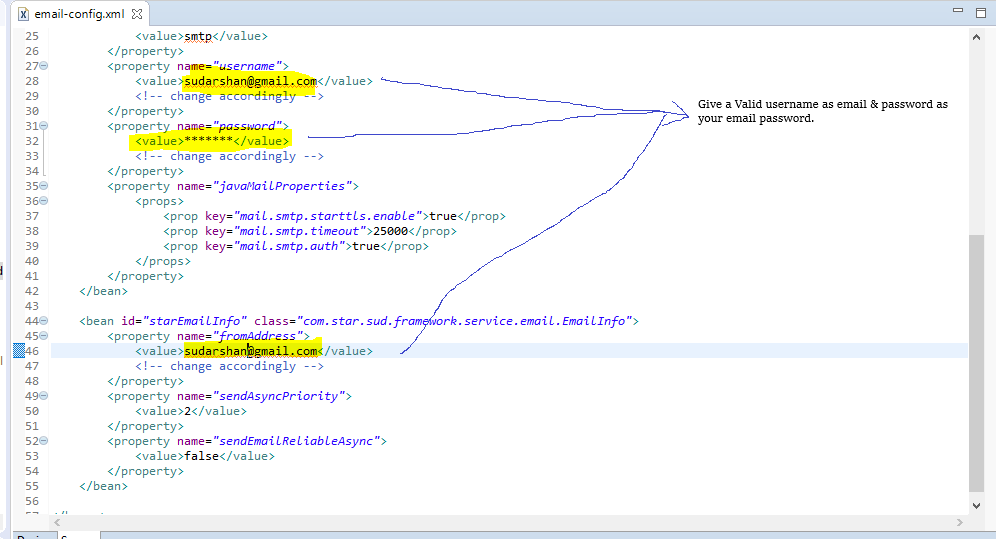 email-config.xml
25 <value>smtp</value>
26 </property>
27 <property name="username">
28 <value>sudarshan@gmail.com</value>
29 <!-- change accordingly -->
30 </property>
31 <property name="password">
32 <value>*******</value>
33 <!-- change accordingly -->
34 </property>
35 <property name="javaMailProperties">
36 <props>
37 <prop key="mail.smtp.starttls.enable">true</prop>
38 <prop key="mail.smtp.timeout">25000</prop>
39 <prop key="mail.smtp.auth">true</prop>
40 </props>
41 </property>
42 </bean>
43
44 <bean id="starEmailInfo" class="com.star.sud.framework.service.email.EmailInfo">
45 <property name="fromAddress">
46 <value>sudarshan@gmail.com</value>
47 <!-- change accordingly -->
48 </property>
49 <property name="sendAsyncPriority">
50 <value>2</value>
51 </property>
52 <property name="sendEmailReliableAsync">
53 <value>false</value>
54 </property>
55 </bean>
56
Give a Valid username as email & password as
your email password.